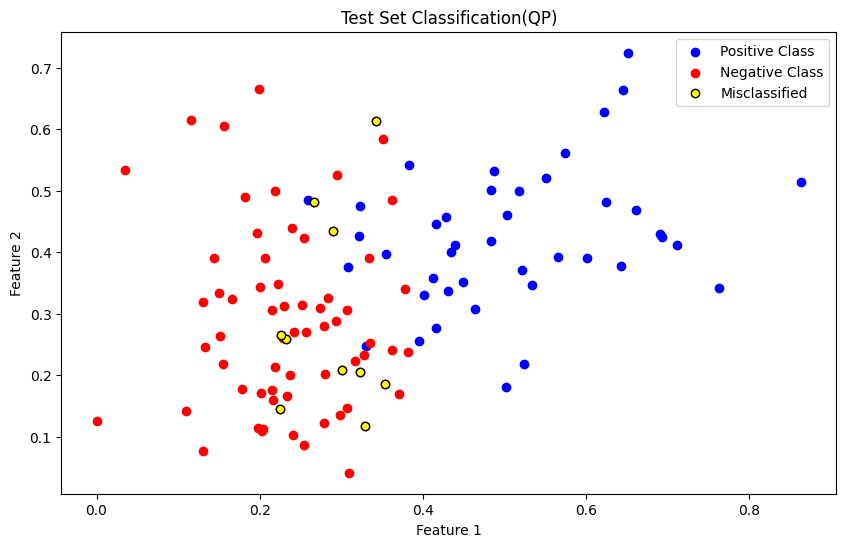 Test Set Classification(QP)
Positive Class
Negative Class
Misclassified
0.7
0.6
0.5
0.4
0.3
0.2
0.1
Feature 2
0.0
0.2
0.4
0.6
0.8
Feature 1